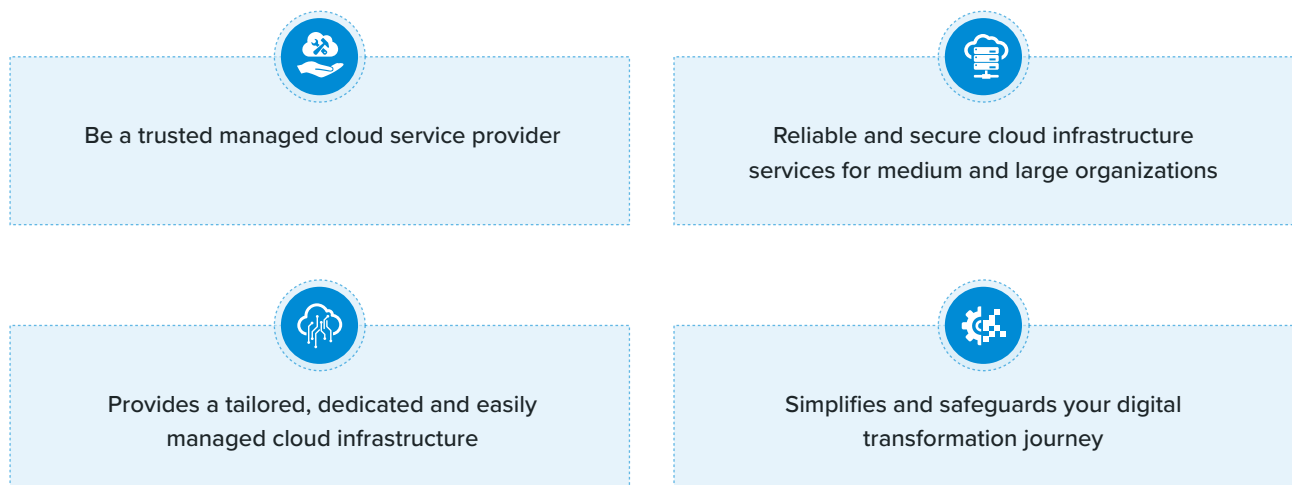 Be a trusted managed cloud service provider
Reliable and secure cloud infrastructure
services for medium and large organizations
Provides a tailored, dedicated and easily
managed cloud infrastructure
Simplifies and safeguards your digital
transformation journey